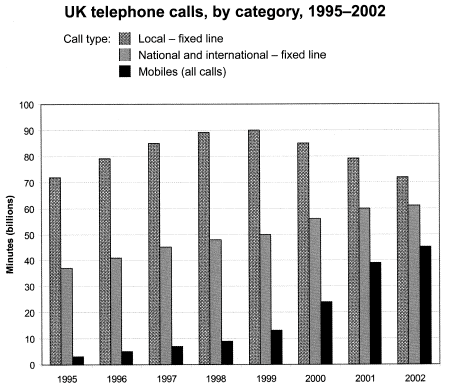 UK telephone calls, by category, 1995–2002
Call type: Local – fixed line
National and international – fixed line
Mobiles (all calls)
Minutes (billions)
100
90
80
70
60
50
40
30
20
10
0
1995 1996 1997 1998 1999 2000 2001 2002